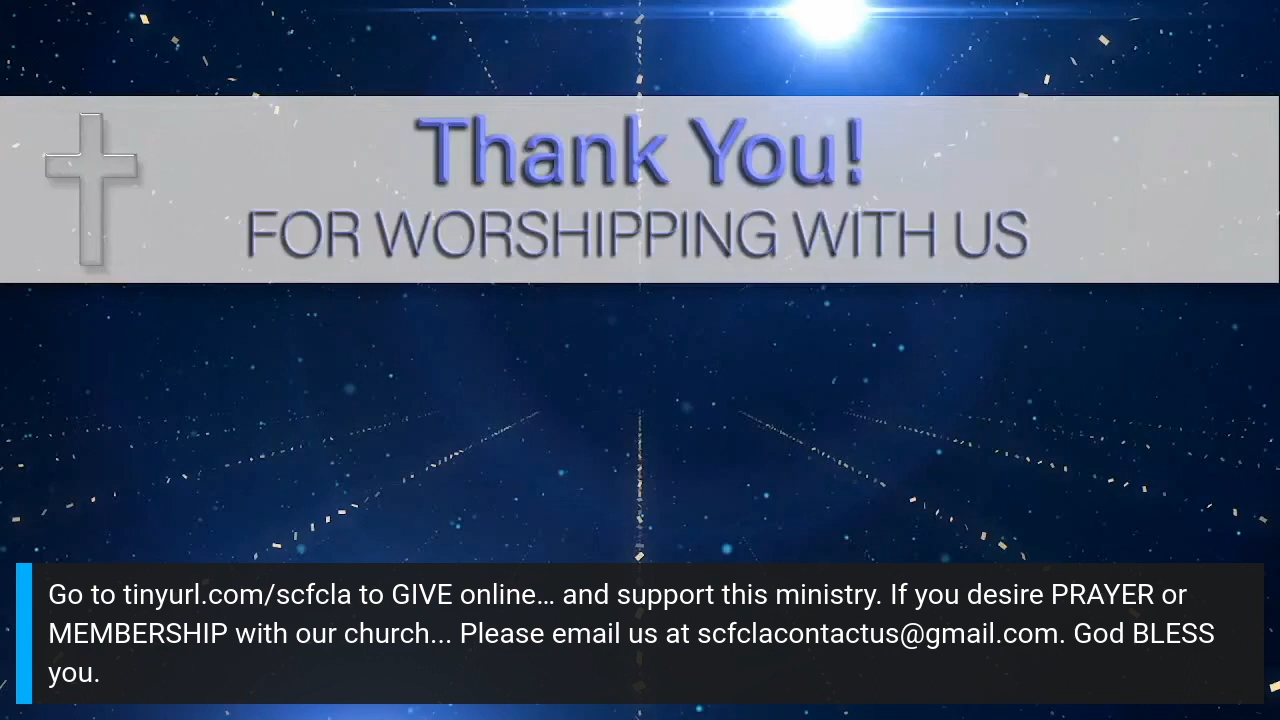 Thank You!
FOR WORSHIPPING WITH US
Go to tinyurl.com/scfcla to GIVE online… and support this ministry. If you desire PRAYER or
MEMBERSHIP with our church... Please email us at scfclacontactus@gmail.com. God BLESS
you.